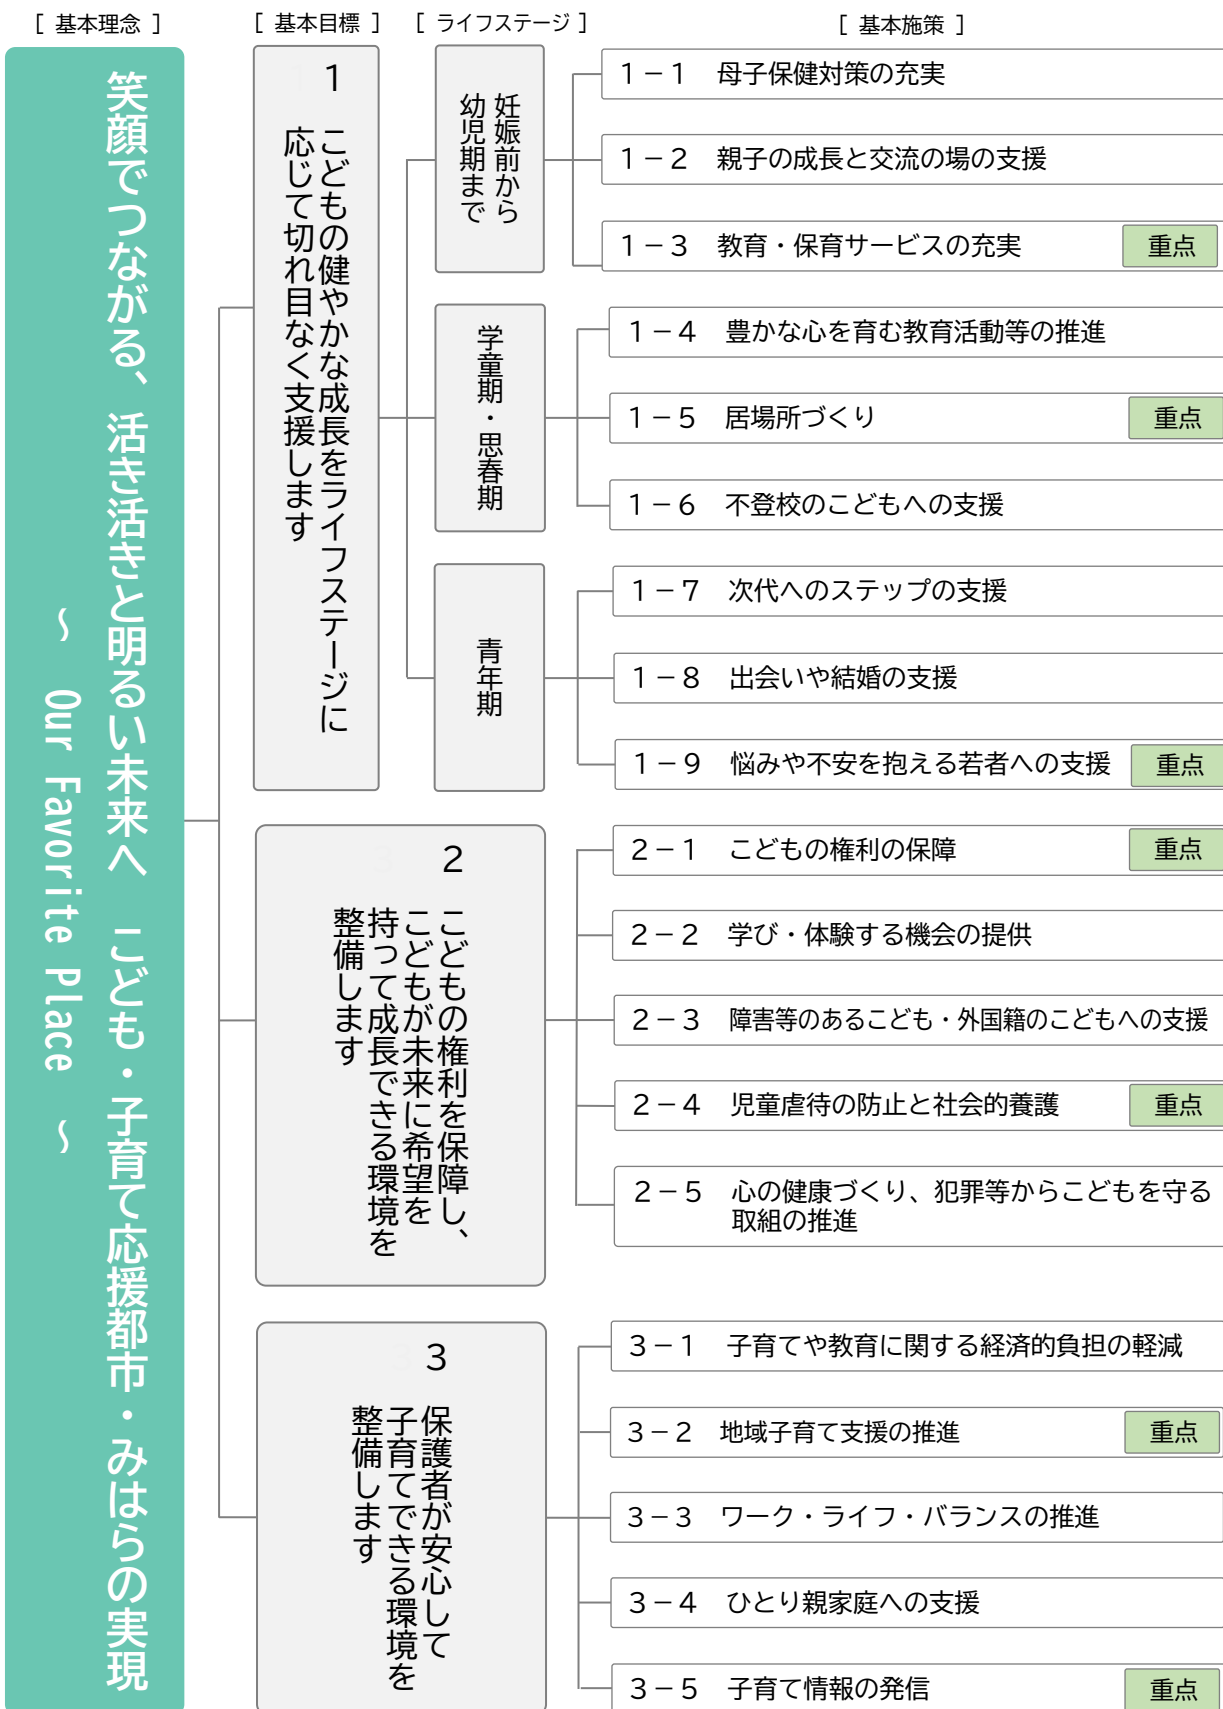 [ 基本理念 ]
[ 基本目標 ]
[ ライフステージ ]
[ 基本施策 ]
笑顔でつながる、活き活きと明るい未来へ　こども・子育て応援都市・みはらの実現
～　Our Favorite Place　～
1
こどもの健やかな成長をライフステージに
応じて切れ目なく支援します
妊娠前から
幼児期まで
1－1　母子保健対策の充実
1－2　親子の成長と交流の場の支援
1－3　教育・保育サービスの充実
重点
学童期・思春期
1－4　豊かな心を育む教育活動等の推進
1－5　居場所づくり
重点
1－6　不登校のこどもへの支援
青年期
1－7　次代へのステップの支援
1－8　出会いや結婚の支援
1－9　悩みや不安を抱える若者への支援
重点
2
こどもの権利を保障し、
こどもが未来に希望を
持って成長できる環境を
整備します
2－1　こどもの権利の保障
重点
2－2　学び・体験する機会の提供
2－3　障害等のあるこども・外国籍のこどもへの支援
2－4　児童虐待の防止と社会的養護
重点
2－5　心の健康づくり、犯罪等からこどもを守る
取組の推進
3
保護者が安心して
子育てできる環境を
整備します
3－1　子育てや教育に関する経済的負担の軽減
3－2　地域子育て支援の推進
重点
3－3　ワーク・ライフ・バランスの推進
3－4　ひとり親家庭への支援
3－5　子育て情報の発信
重点